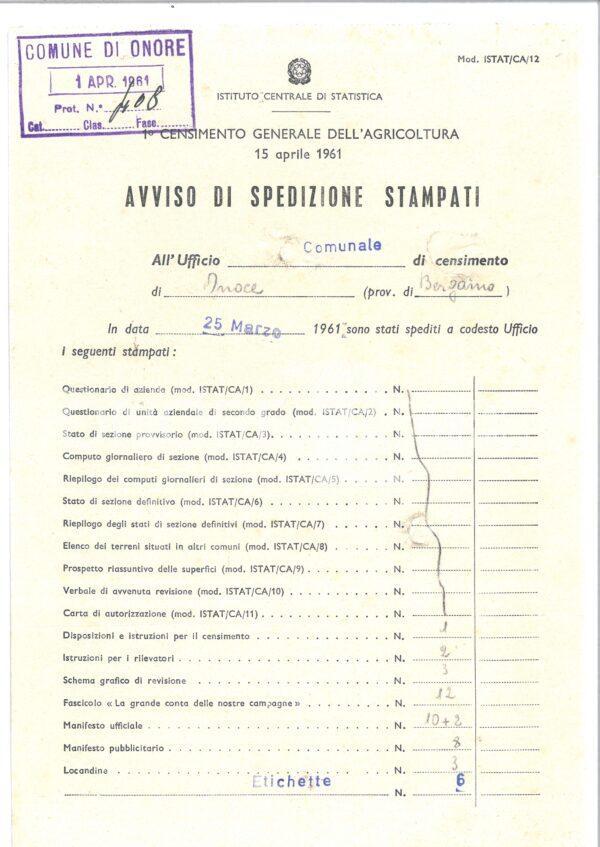 COMUNE DI ONORE
1 APR. 1961
Prot. N.° 408
Cat. Clas. Fasc.
Mod. ISTAT/CA/12
ISTITUTO CENTRALE DI STATISTICA
1° CENSIMENTO GENERALE DELL'AGRICOLTURA
15 aprile 1961
AVVISO DI SPEDIZIONE STAMPATI
All'Ufficio Comunale di censimento
di (prov. di Bergamo)
In data 25 Marzo 1961 sono stati spediti a codesto Ufficio
i seguenti stampati:
Questionario di azienda (mod. ISTAT/CA/1) N.
Questionario di unità aziendale di secondo grado (mod. ISTAT/CA/2) N.
Stato di sezione provvisorio (mod. ISTAT/CA/3). N.
Computo giornaliero di sezione (mod. ISTAT/CA/4) N.
Riepilogo dei computi giornalieri di sezione (mod. ISTAT/CA/5) N.
Stato di sezione definitivo (mod. ISTAT/CA/6) N.
Riepilogo degli stati di sezione definitivi (mod. ISTAT/CA/7) N.
Elenco dei terreni situati in altri comuni (mod. ISTAT/CA/8) N.
Prospetto riassuntivo delle superfici (mod. ISTAT/CA/9) N.
Verbale di avvenuta revisione (mod. ISTAT/CA/10) N.
Carta di autorizzazione (mod. ISTAT/CA/11) N.
Disposizioni e istruzioni per il censimento N. 1
Istruzioni per i rilevatori N. 2
Schema grafico di revisione N. 3
Fascicolo « La grande conta delle nostre campagne » N. 12
Manifesto ufficiale N. 10+2
Manifesto pubblicitario N. 8
Locandine N. 3
Etichette N. 6